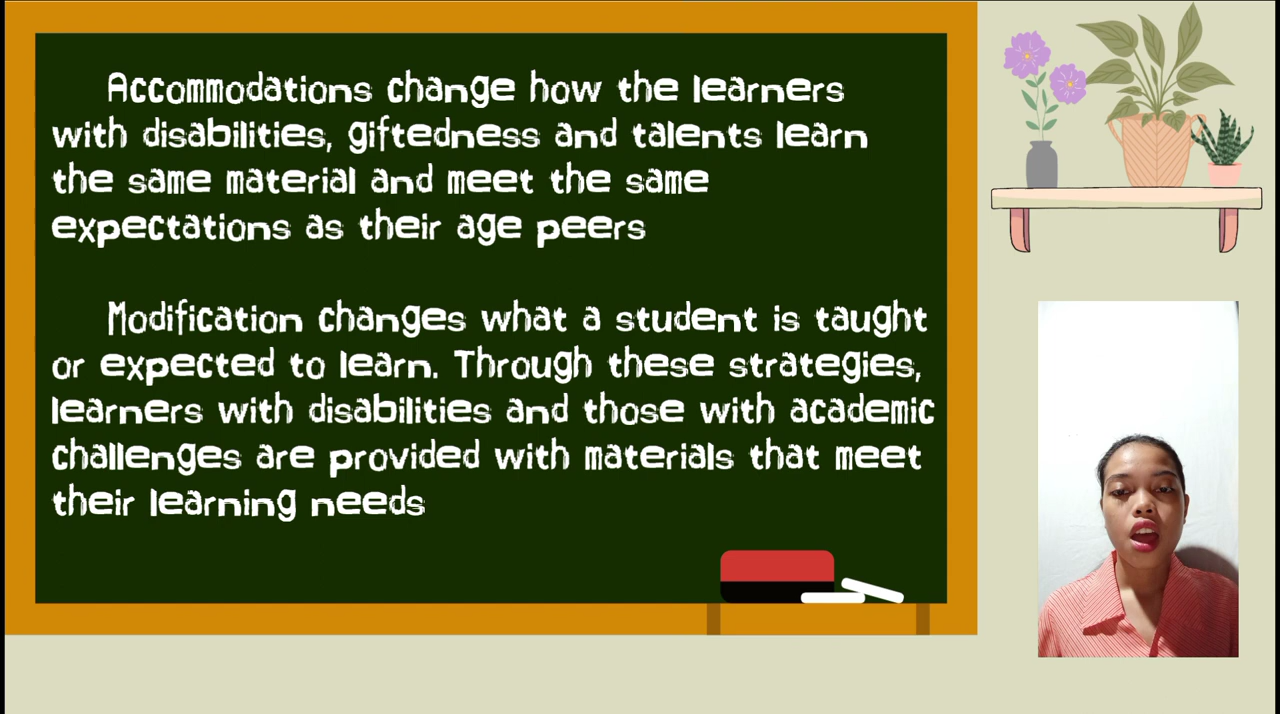 Accommodations change how the learners
with disabilities, giftedness and talents learn
the same material and meet the same
expectations as their age peers
Modification changes what a student is taught
or expected to learn. Through these strategies,
learners with disabilities and those with academic
challenges are provided with materials that meet
their learning needs